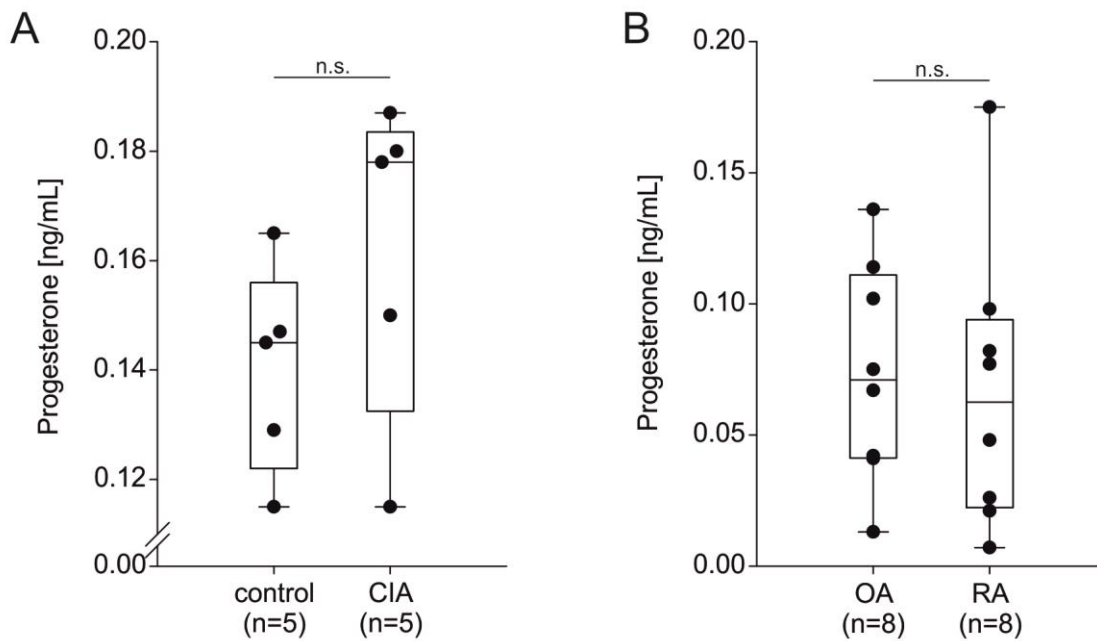 A
Progesterone [ng/mL]
0.20
0.18
0.16
0.14
0.12
0.00
n.s.
control
(n=5)
CIA
(n=5)
B
Progesterone [ng/mL]
0.20
0.15
0.10
0.05
0.00
n.s.
OA
(n=8)
RA
(n=8)